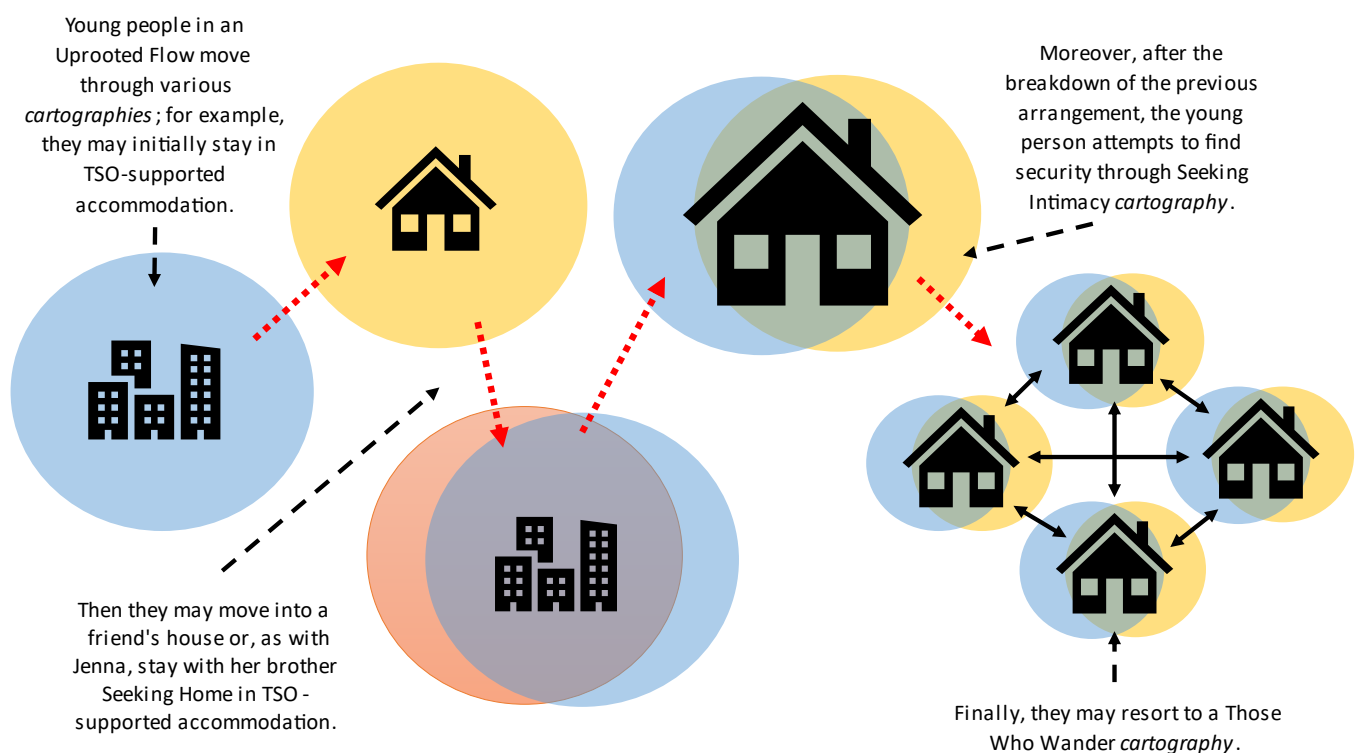 Young people in an
Uprooted Flow move
through various
cartographies; for example,
they may initially stay in
TSO-supported
accommodation.
Moreover, after the
breakdown of the previous
arrangement, the young
person attempts to find
security through Seeking
Intimacy cartography.
Then they may move into a
friend's house or, as with
Jenna, stay with her brother
Seeking Home in TSO -
supported accommodation.
Finally, they may resort to a Those
Who Wander cartography.